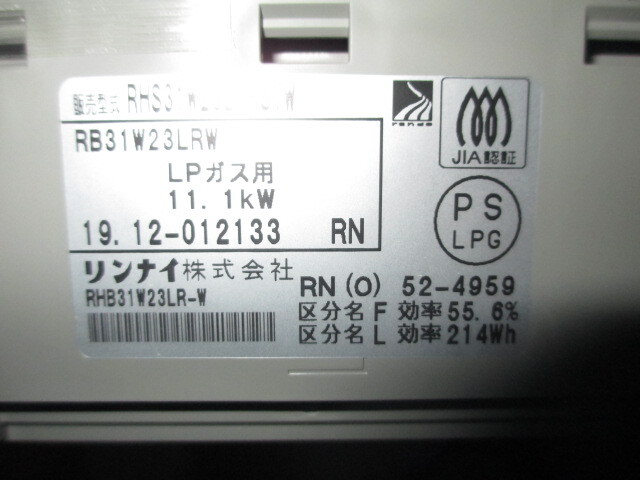 販売型式
RB31W23LRW
LPガス用
11.1kW
19.12-012133 RN
リンナイ株式会社
RHB31W23LR-W
JIA認証
PS
LPG
RN(O) 52-4959
区分名 F 効率 55.6%
区分名 L 効率 214Wh